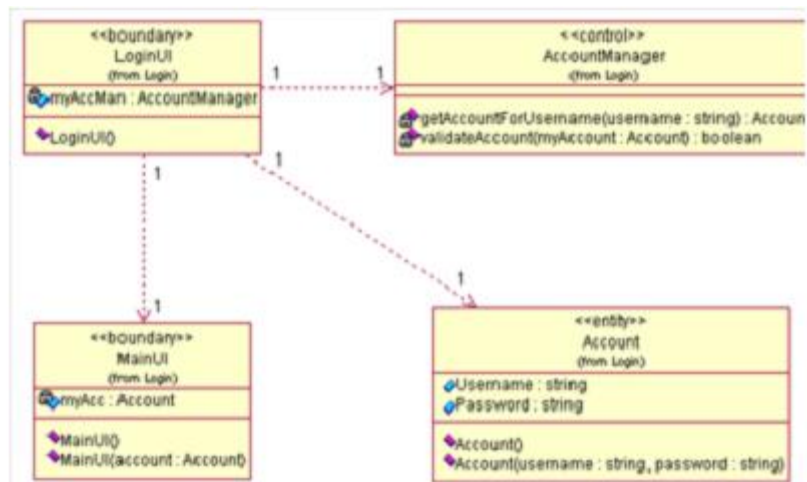 <<boundary>>
LoginUI
(from Login)
myAccMan : AccountManager
LoginUI()
<<control>>
AccountManager
(from Login)
getAccountForUsername(username : string) : Accoun
validateAccount(myAccount : Account) : boolean
1
1
1
1
1
1
<<boundary>>
MainUI
(from Login)
myAcc : Account
MainUI()
MainUI(account : Account)
<<entity>>
Account
(from Login)
Username : string
Password : string
Account()
Account(username : string, password : string)